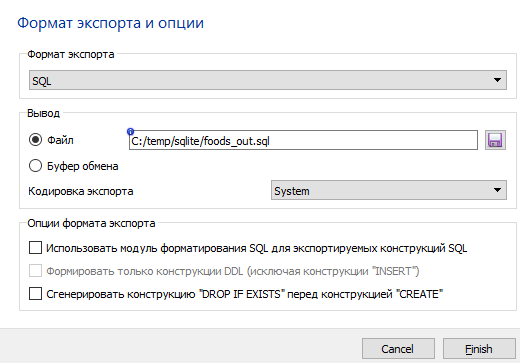 Формат экспорта и опции
Формат экспорта
SQL
Вывод
Файл
C:/temp/sqlite/foods_out.sql
Буфер обмена
Кодировка экспорта
System
Опции формата экспорта
Использовать модуль форматирования SQL для экспортируемых конструкций SQL
Формировать только конструкции DDL (исключая конструкции "INSERT")
Сгенерировать конструкцию "DROP IF EXISTS" перед конструкцией "CREATE"
Cancel
Finish